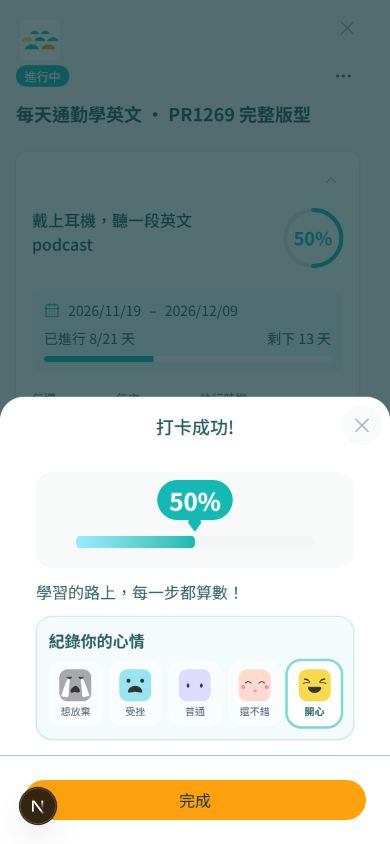 進行中
每天通勤學英文 · PR1269 完整版型
戴上耳機，聽一段英文
podcast
50%
2026/11/19 – 2026/12/09
已進行 8/21 天
剩下 13 天
打卡成功!
50%
學習的路上，每一步都算數！
紀錄你的心情
想放棄
受挫
普通
還不錯
開心
完成
N